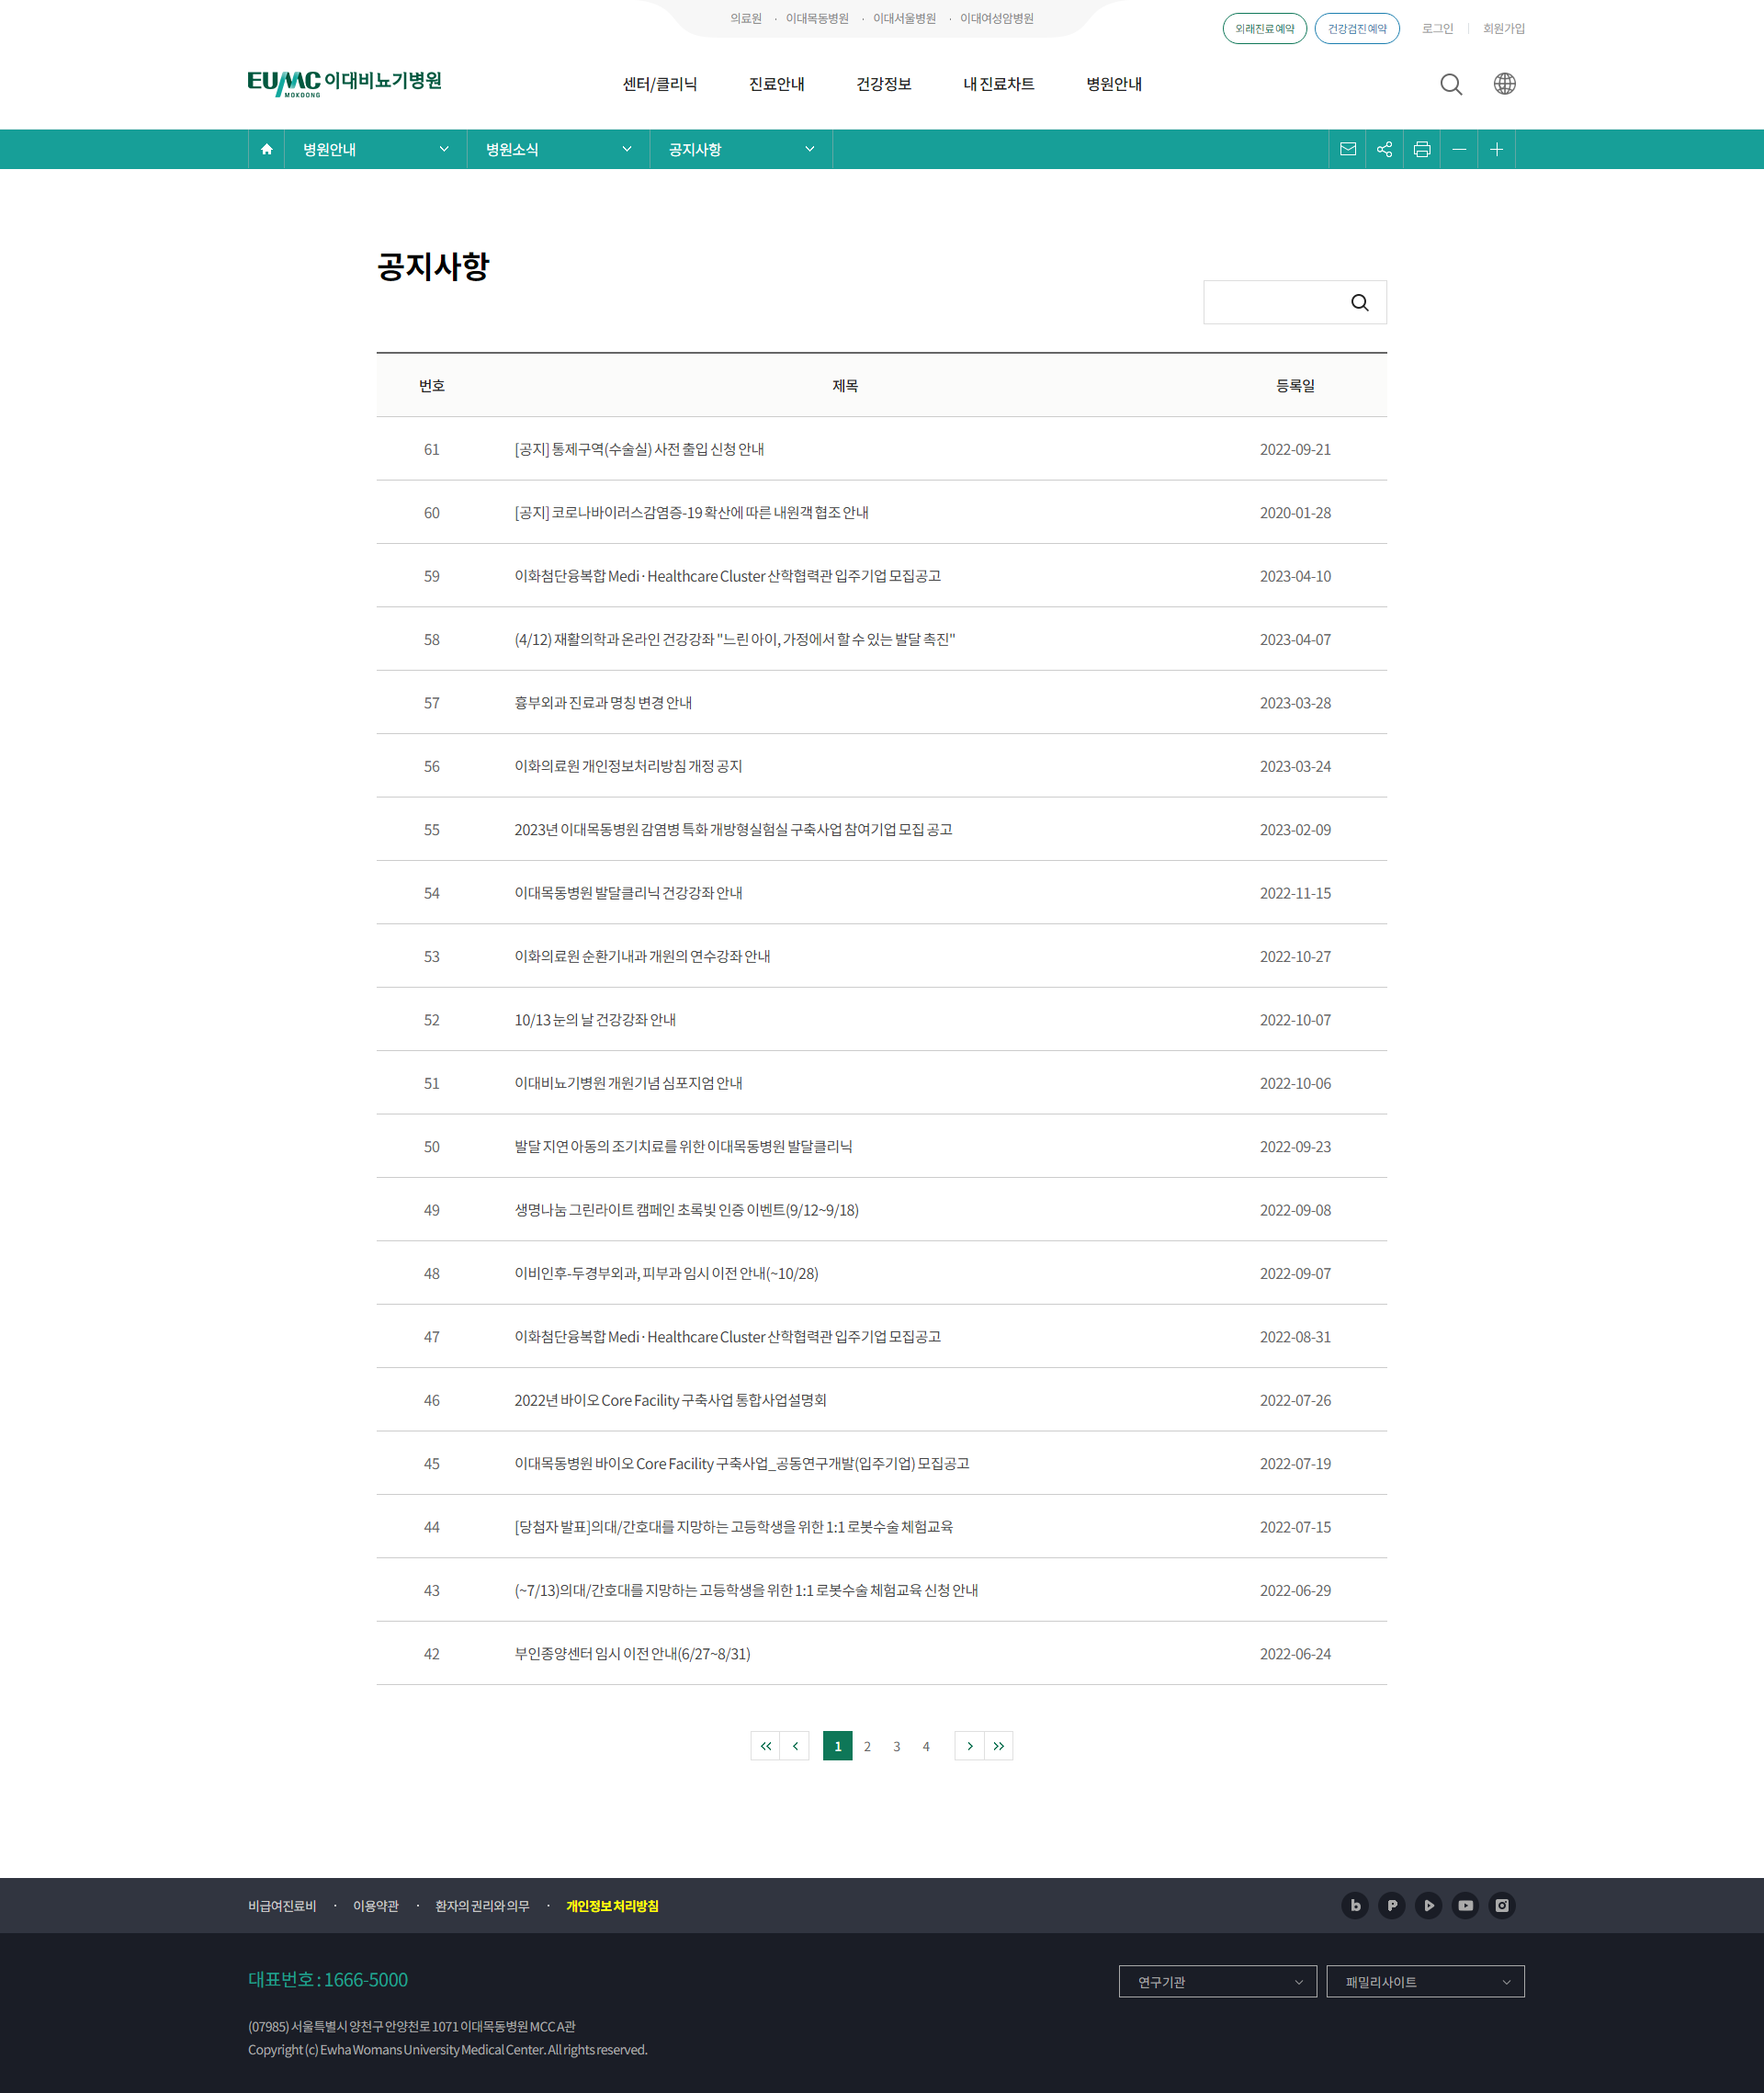 의료원 · 이대목동병원 · 이대서울병원 · 이대여성암병원
외래진료예약 건강검진예약 로그인 회원가입
EUMC MOKDONG 이대비뇨기병원
센터/클리닉 진료안내 건강정보 내 진료차트 병원안내
병원안내 병원소식 공지사항
공지사항
번호 제목 등록일
61 [공지] 통제구역(수술실) 사전 출입 신청 안내 2022-09-21
60 [공지] 코로나바이러스감염증-19 확산에 따른 내원객 협조 안내 2020-01-28
59 이화첨단융복합 Medi · Healthcare Cluster 산학협력관 입주기업 모집공고 2023-04-10
58 (4/12) 재활의학과 온라인 건강강좌 "느린 아이, 가정에서 할 수 있는 발달 촉진" 2023-04-07
57 흉부외과 진료과 명칭 변경 안내 2023-03-28
56 이화의료원 개인정보처리방침 개정 공지 2023-03-24
55 2023년 이대목동병원 감염병 특화 개방형실험실 구축사업 참여기업 모집 공고 2023-02-09
54 이대목동병원 발달클리닉 건강강좌 안내 2022-11-15
53 이화의료원 순환기내과 개원의 연수강좌 안내 2022-10-27
52 10/13 눈의 날 건강강좌 안내 2022-10-07
51 이대비뇨기병원 개원기념 심포지엄 안내 2022-10-06
50 발달 지연 아동의 조기치료를 위한 이대목동병원 발달클리닉 2022-09-23
49 생명나눔 그린라이트 캠페인 초록빛 인증 이벤트(9/12~9/18) 2022-09-08
48 이비인후-두경부외과, 피부과 임시 이전 안내(~10/28) 2022-09-07
47 이화첨단융복합 Medi · Healthcare Cluster 산학협력관 입주기업 모집공고 2022-08-31
46 2022년 바이오 Core Facility 구축사업 통합사업설명회 2022-07-26
45 이대목동병원 바이오 Core Facility 구축사업_공동연구개발(입주기업) 모집공고 2022-07-19
44 [당첨자 발표]의대/간호대를 지망하는 고등학생을 위한 1:1 로봇수술 체험교육 2022-07-15
43 (~7/13)의대/간호대를 지망하는 고등학생을 위한 1:1 로봇수술 체험교육 신청 안내 2022-06-29
42 부인종양센터 임시 이전 안내(6/27~8/31) 2022-06-24
1 2 3 4
비급여진료비 · 이용약관 · 환자의 권리와 의무 · 개인정보 처리방침
대표번호 : 1666-5000
연구기관 패밀리사이트
(07985) 서울특별시 양천구 안양천로 1071 이대목동병원 MCC A관
Copyright (c) Ewha Womans University Medical Center. All rights reserved.